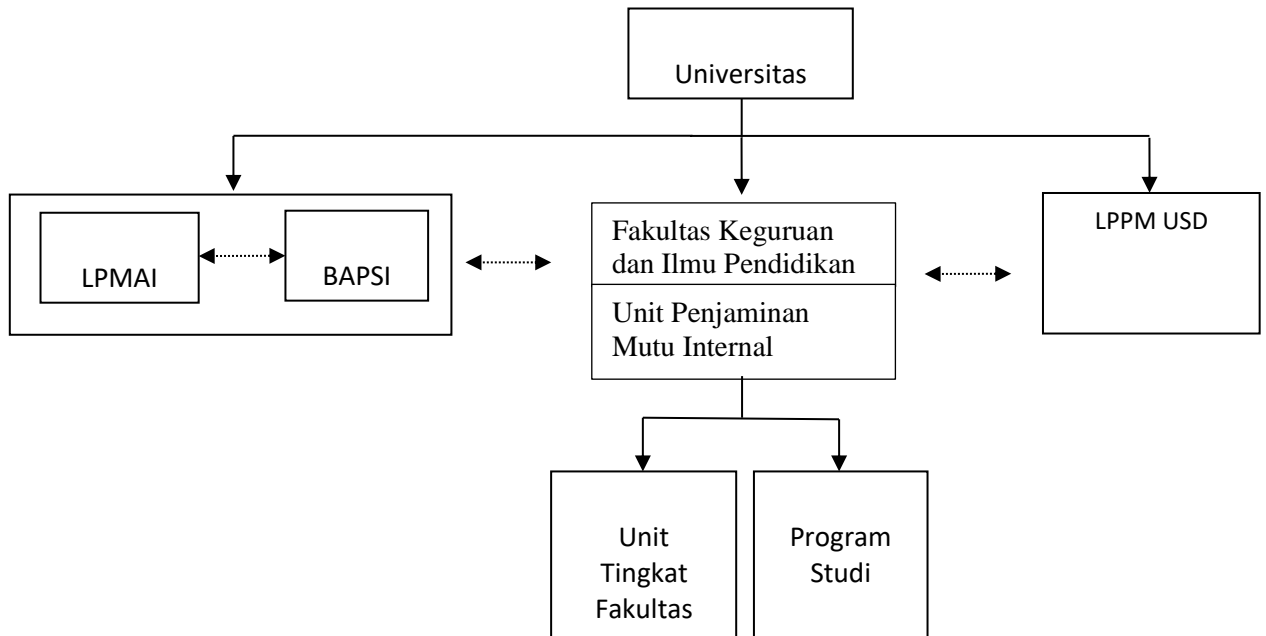 Universitas
LPMAI
BAPSI
Fakultas Keguruan
dan Ilmu Pendidikan
Unit Penjaminan
Mutu Internal
LPPM USD
Unit
Tingkat
Fakultas
Program
Studi